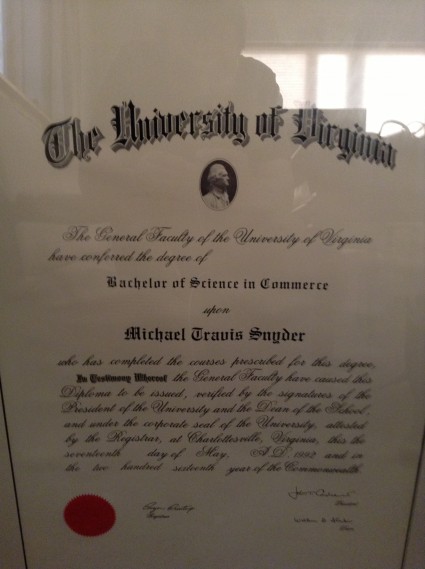 The University of Virginia
The General Faculty of the University of Virginia
have conferred the degree of
Bachelor of Science in Commerce
upon
Michael Travis Snyder
who has completed the courses prescribed for this degree,
In Testimony Whereof the General Faculty have caused this
Diploma to be issued, verified by the signatures of the
President of the University and the Dean of the School,
and under the corporate seal of the University, attested
by the Registrar, at Charlottesville, Virginia, this the
seventeenth day of May, A.D. 1992 and in
the two hundred sixteenth year of the Commonwealth
President
Registrar
Dean